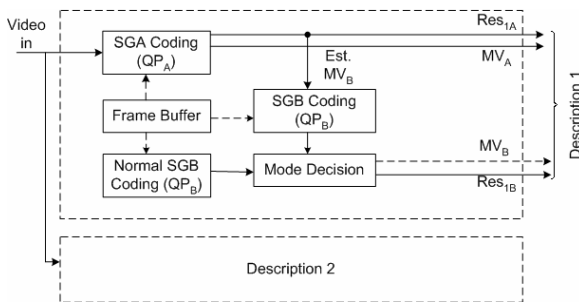 Video
in
SGA Coding
(QPA)
Res1A
MVA
Est.
MVB
Frame Buffer
SGB Coding
(QPB)
Normal SGB
Coding (QPB)
Mode Decision
MVB
Res1B
Description 1
Description 2